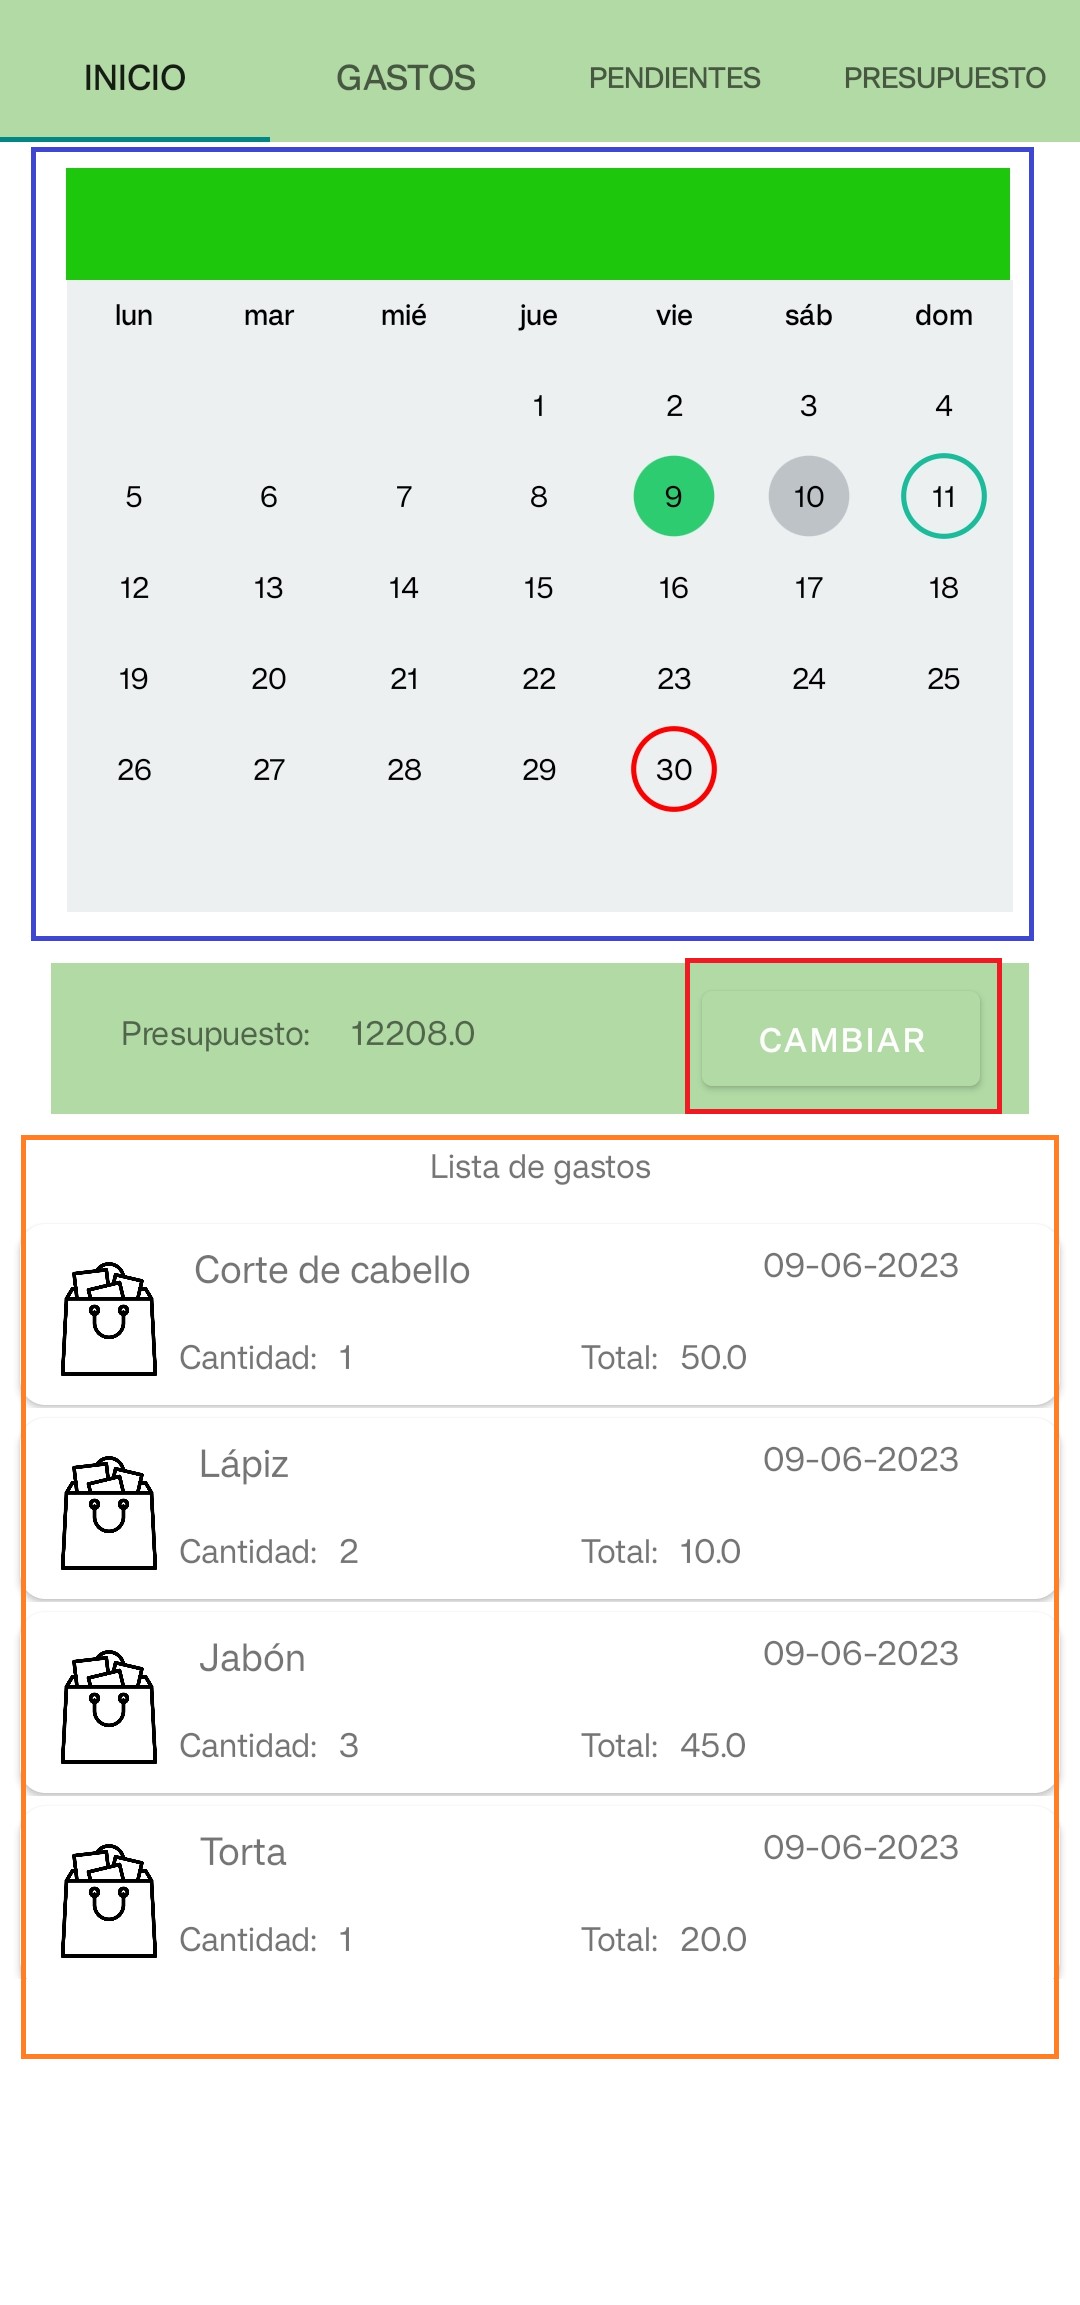 INICIO GASTOS PENDIENTES PRESUPUESTO
lun mar mié jue vie sáb dom
1 2 3 4
5 6 7 8 9 10 11
12 13 14 15 16 17 18
19 20 21 22 23 24 25
26 27 28 29 30
Presupuesto: 12208.0 CAMBIAR
Lista de gastos
Corte de cabello 09-06-2023
Cantidad: 1 Total: 50.0
Lápiz 09-06-2023
Cantidad: 2 Total: 10.0
Jabón 09-06-2023
Cantidad: 3 Total: 45.0
Torta 09-06-2023
Cantidad: 1 Total: 20.0